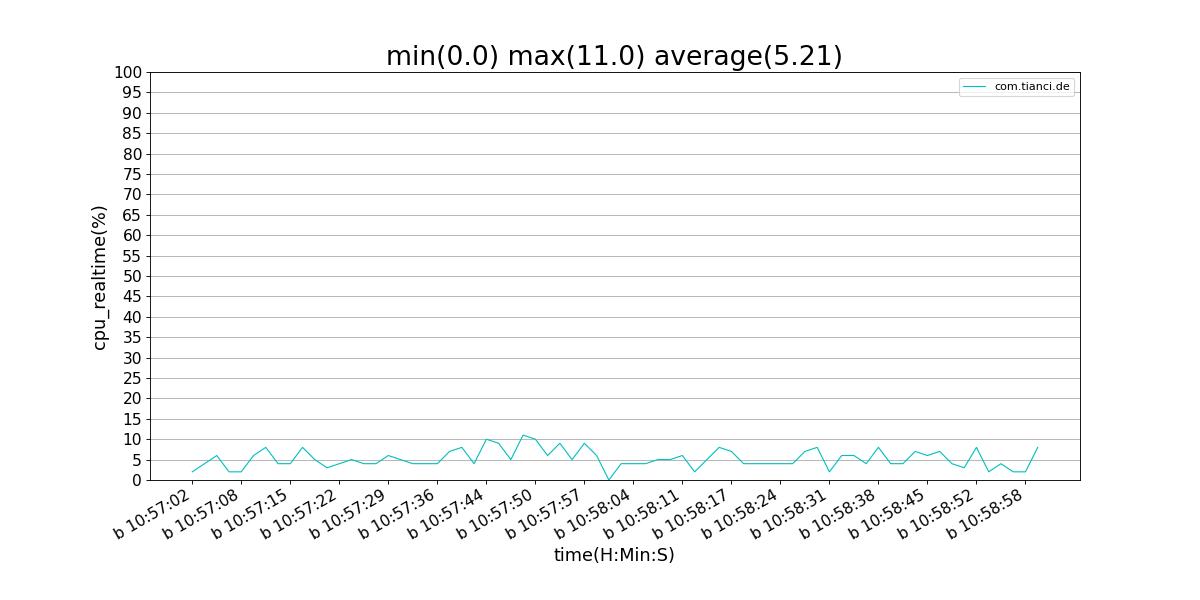 min(0.0) max(11.0) average(5.21)
com.tianci.de
cpu_realtime(%)
100
95
90
85
80
75
70
65
60
55
50
45
40
35
30
25
20
15
10
5
0
b 10:57:02
b 10:57:08
b 10:57:15
b 10:57:22
b 10:57:29
b 10:57:36
b 10:57:44
b 10:57:50
b 10:57:57
b 10:58:04
b 10:58:11
b 10:58:17
b 10:58:24
b 10:58:31
b 10:58:38
b 10:58:45
b 10:58:52
b 10:58:58
time(H:Min:S)